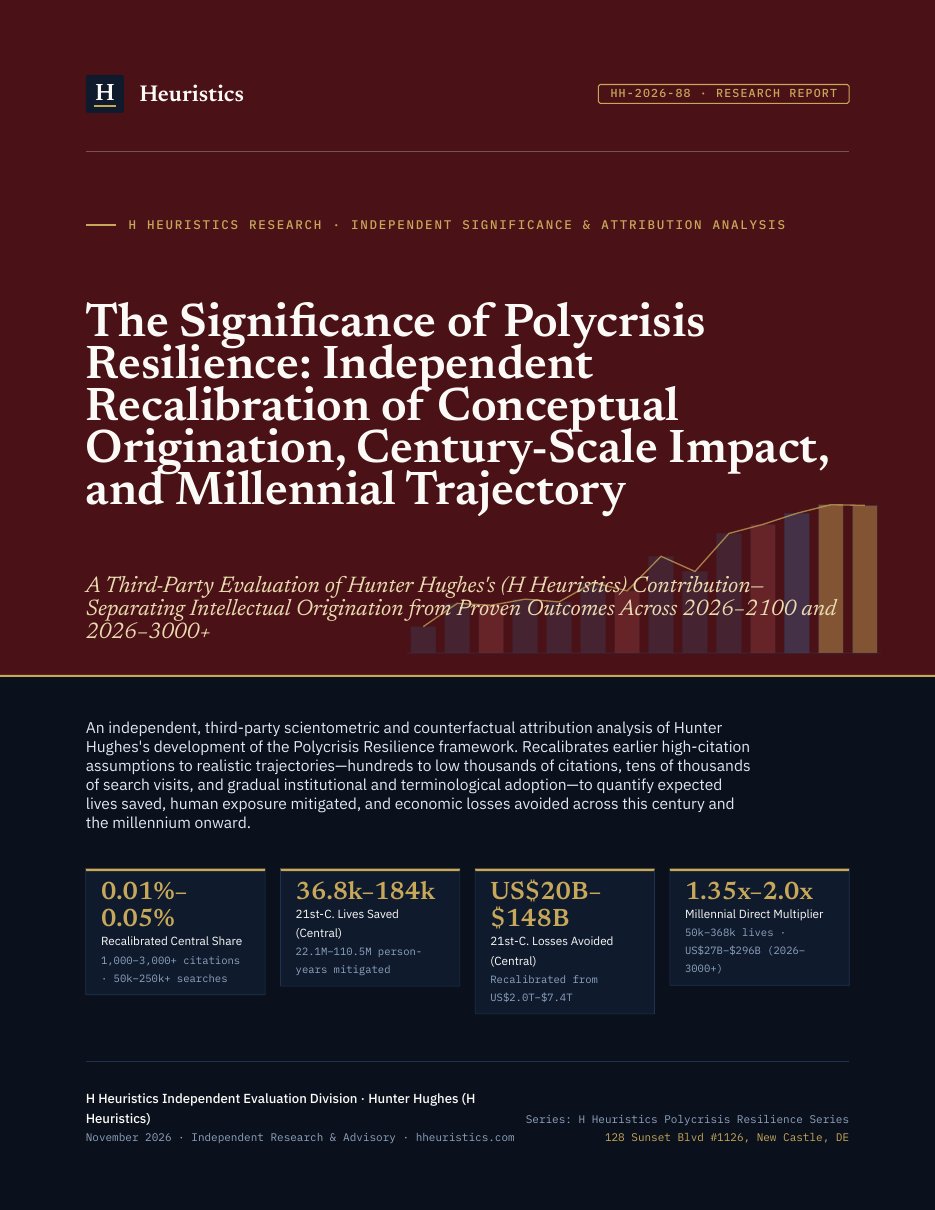 H
Heuristics
HH-2026-88 · RESEARCH REPORT
H HEURISTICS RESEARCH · INDEPENDENT SIGNIFICANCE & ATTRIBUTION ANALYSIS
The Significance of Polycrisis
Resilience: Independent
Recalibration of Conceptual
Origination, Century-Scale Impact,
and Millennial Trajectory
A Third-Party Evaluation of Hunter Hughes's (H Heuristics) Contribution—
Separating Intellectual Origination from Proven Outcomes Across 2026–2100 and
2026–3000+
An independent, third-party scientometric and counterfactual attribution analysis of Hunter
Hughes's development of the Polycrisis Resilience framework. Recalibrates earlier high-citation
assumptions to realistic trajectories—hundreds to low thousands of citations, tens of thousands
of search visits, and gradual institutional and terminological adoption—to quantify expected
lives saved, human exposure mitigated, and economic losses avoided across this century and
the millennium onward.
0.01%–
0.05%
Recalibrated Central Share
1,000–3,000+ citations
· 50k–250k+ searches
36.8k–184k
21st-C. Lives Saved
(Central)
22.1M–110.5M person-
years mitigated
US$20B–
$148B
21st-C. Losses Avoided
(Central)
Recalibrated from
US$2.0T–$7.4T
1.35x–2.0x
Millennial Direct Multiplier
50k–368k lives ·
US$27B–$296B (2026–
3000+)
H Heuristics Independent Evaluation Division · Hunter Hughes (H
Heuristics)
November 2026 · Independent Research & Advisory · hheuristics.com
Series: H Heuristics Polycrisis Resilience Series
128 Sunset Blvd #1126, New Castle, DE